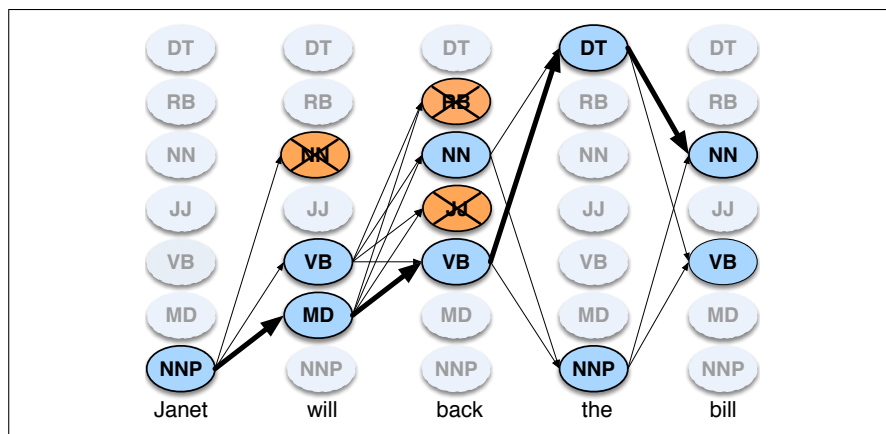 DT DT DT DT DT
RB RB RB RB RB
NN NN NN NN NN
JJ JJ JJ JJ JJ
VB VB VB VB VB
MD MD MD MD MD
NNP NNP NNP NNP NNP
Janet will back the bill